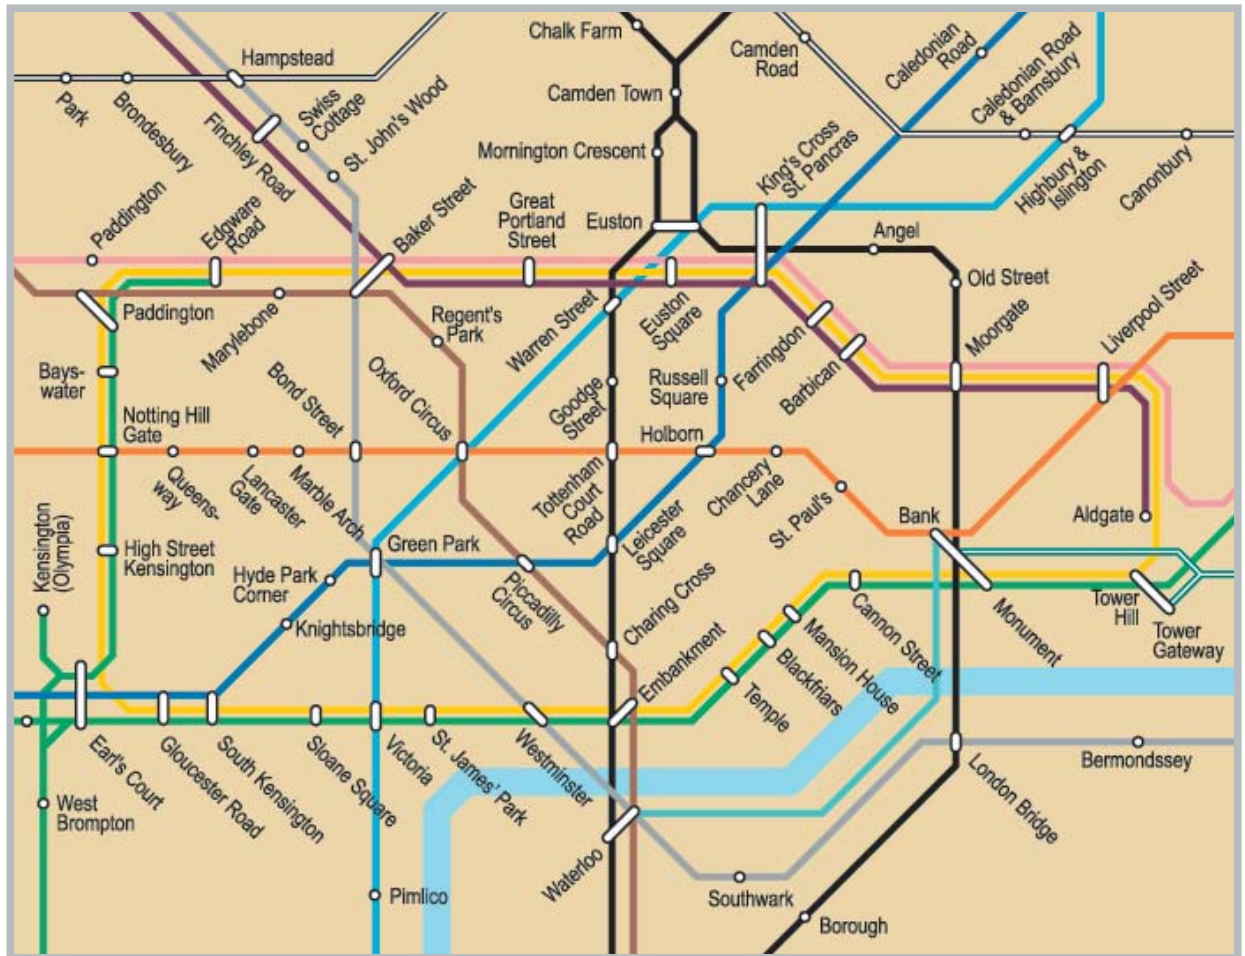 Chalk Farm
Hampstead
Camden
Road
Caledonian
Road
Caledonian Road
& Barnsbury
Park
Brondesbury
Swiss
Cottage
St. John's Wood
Camden Town
Finchley Road
Mornington Crescent
King's Cross
St. Pancras
Highbury &
Islington
Canonbury
Paddington
Edgware
Road
Baker Street
Great
Portland
Street
Euston
Angel
Old Street
Paddington
Marylebone
Regent's
Park
Warren Street
Euston
Square
Farringdon
Barbican
Moorgate
Liverpool Street
Bays-
water
Bond Street
Oxford Circus
Goodge
Street
Russell
Square
Notting Hill
Gate
Holborn
Queens-
way
Lancaster
Gate
Marble Arch
Tottenham
Court
Road
Chancery
Lane
St. Paul's
Bank
Aldgate
Kensington
(Olympia)
High Street
Kensington
Green Park
Leicester
Square
Hyde Park
Corner
Piccadilly
Circus
Knightsbridge
Charing Cross
Embankment
Cannon Street
Monument
Tower
Hill
Tower
Gateway
Mansion House
Blackfriars
Temple
Earl's Court
Gloucester Road
South Kensington
Sloane Square
Victoria
St. James' Park
Westminster
West
Brompton
Bermondssey
London Bridge
Waterloo
Pimlico
Southwark
Borough